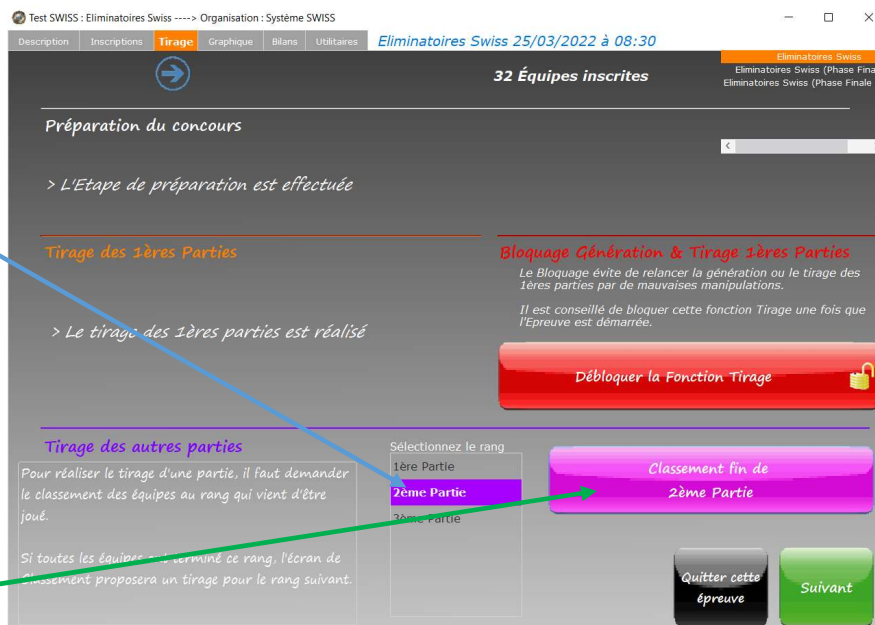 Test SWISS : Eliminatoires Swiss ----> Organisation : Système SWISS
Description Inscriptions Tirage Graphique Bilans Utilitaires Eliminatoires Swiss 25/03/2022 à 08:30
32 Équipes inscrites
Eliminatoires Swiss
Eliminatoires Swiss (Phase Fina
Eliminatoires Swiss (Phase Finale
Préparation du concours
> L'Etape de préparation est effectuée
Tirage des 1ères Parties
> Le tirage des 1ères parties est réalisé
Bloquage Génération & Tirage 1ères Parties
Le Bloquage évite de relancer la génération ou le tirage des
1ères parties par de mauvaises manipulations.
Il est conseillé de bloquer cette fonction Tirage une fois que
l'Epreuve est démarrée.
Débloquer la Fonction Tirage
Tirage des autres parties
Pour réaliser le tirage d'une partie, il faut demander
le classement des équipes au rang qui vient d'être
joué.
Si toutes les équipes ont terminé ce rang, l'écran de
Classement proposera un tirage pour le rang suivant.
Sélectionnez le rang
1ère Partie
2ème Partie
3ème Partie
Classement fin de
2ème Partie
Quitter cette
épreuve
Suivant